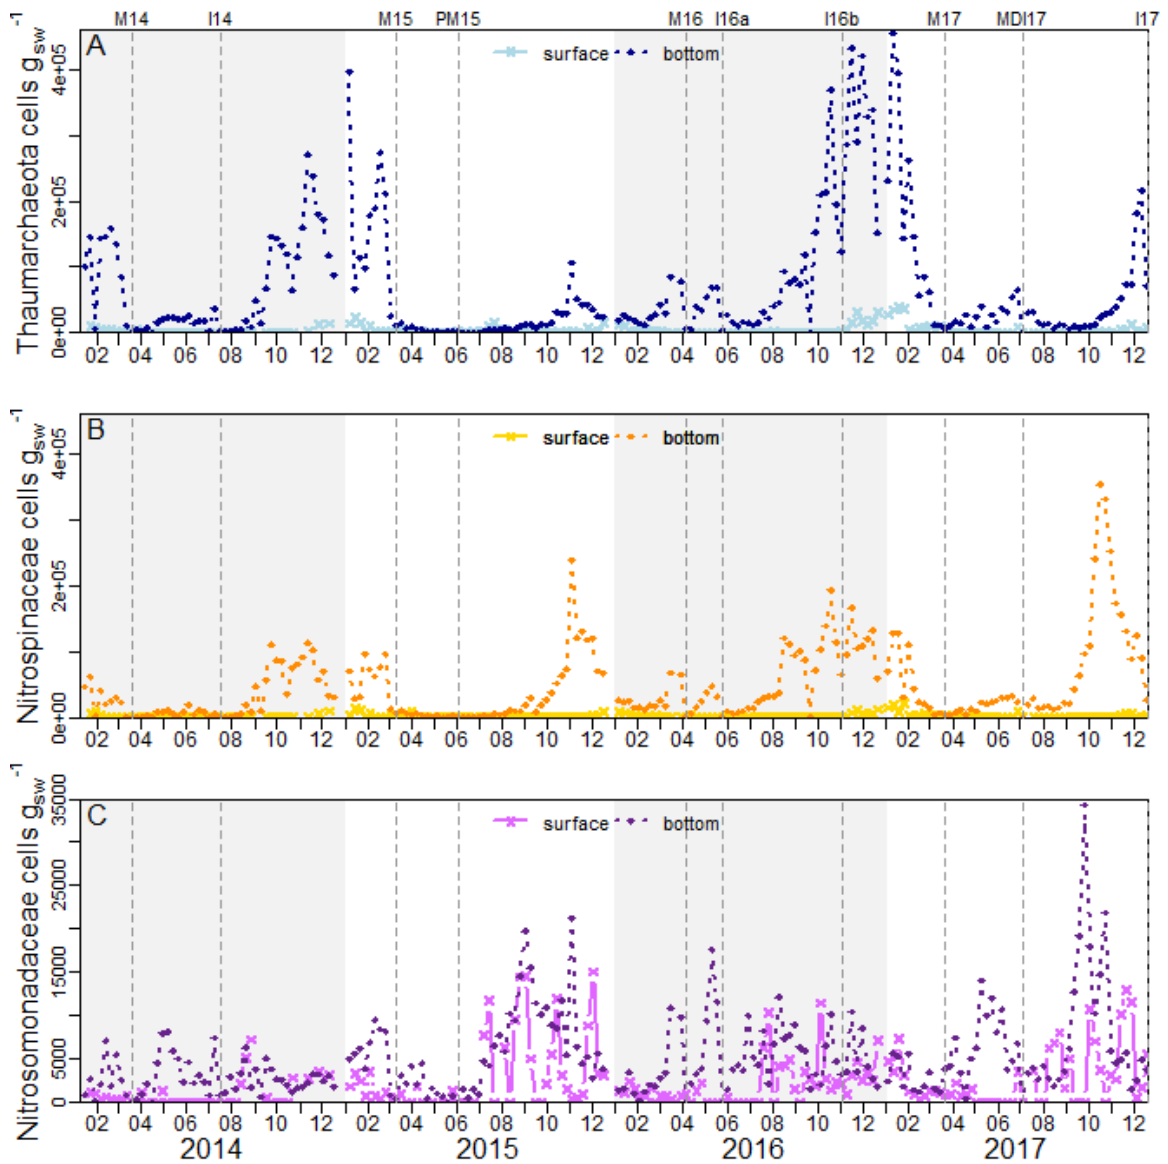 M14 I14 M15 PM15 M16 I16a I16b M17 MDI17 I17
A
surface bottom
Thaumarchaeota cells gsw-1
0e+00 2e+05 4e+05
02 04 06 08 10 12 02 04 06 08 10 12 02 04 06 08 10 12 02 04 06 08 10 12
B
surface bottom
Nitrospinaceae cells gsw-1
0e+00 2e+05 4e+05
02 04 06 08 10 12 02 04 06 08 10 12 02 04 06 08 10 12 02 04 06 08 10 12
C
surface bottom
Nitrosomonadaceae cells gsw-1
0 5000 15000 25000 35000
02 04 06 08 10 12 02 04 06 08 10 12 02 04 06 08 10 12 02 04 06 08 10 12
2014 2015 2016 2017